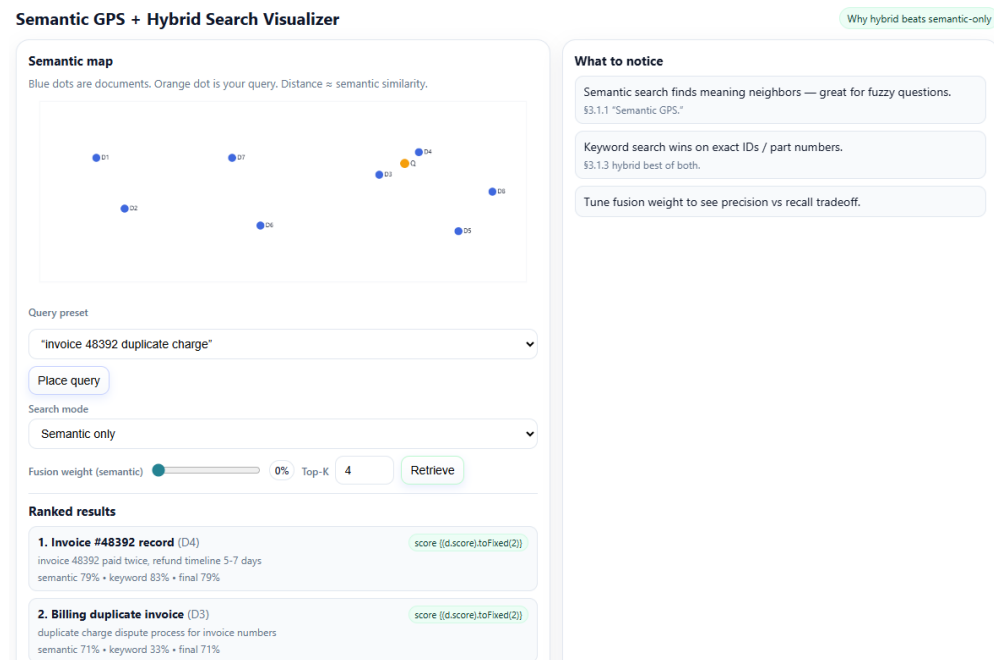 Semantic GPS + Hybrid Search Visualizer
Why hybrid beats semantic-only
Semantic map
Blue dots are documents. Orange dot is your query. Distance ≈ semantic similarity.
D1
D7
D4
Q
D3
D8
D2
D6
D5
Query preset
"invoice 48392 duplicate charge"
Place query
Search mode
Semantic only
Fusion weight (semantic) 0% Top-K 4 Retrieve
Ranked results
1. Invoice #48392 record (D4) score {(d.score).toFixed(2)}
invoice 48392 paid twice, refund timeline 5-7 days
semantic 79% • keyword 83% • final 79%
2. Billing duplicate invoice (D3) score {(d.score).toFixed(2)}
duplicate charge dispute process for invoice numbers
semantic 71% • keyword 33% • final 71%
What to notice
Semantic search finds meaning neighbors — great for fuzzy questions.
§3.1.1 "Semantic GPS."
Keyword search wins on exact IDs / part numbers.
§3.1.3 hybrid best of both.
Tune fusion weight to see precision vs recall tradeoff.